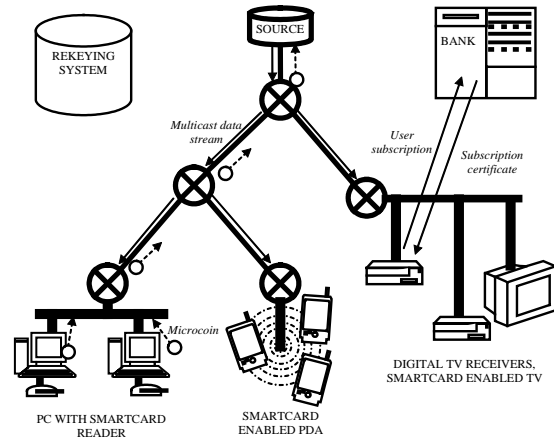 SOURCE
REKEYING
SYSTEM
BANK
Multicast data
stream
User
subscription
Subscription
certificate
Microcoin
PC WITH SMARTCARD
READER
SMARTCARD
ENABLED PDA
DIGITAL TV RECEIVERS,
SMARTCARD ENABLED TV